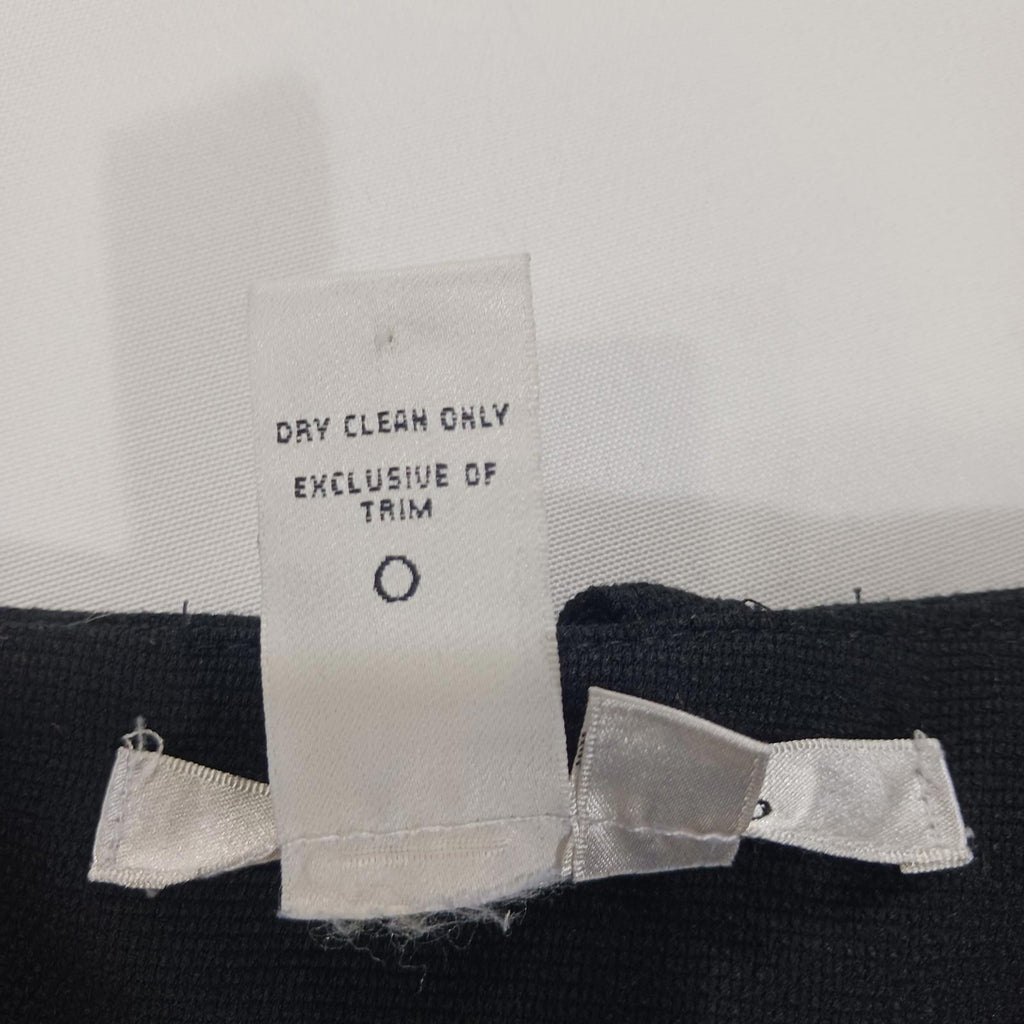 DRY CLEAN ONLY
EXCLUSIVE OF
TRIM